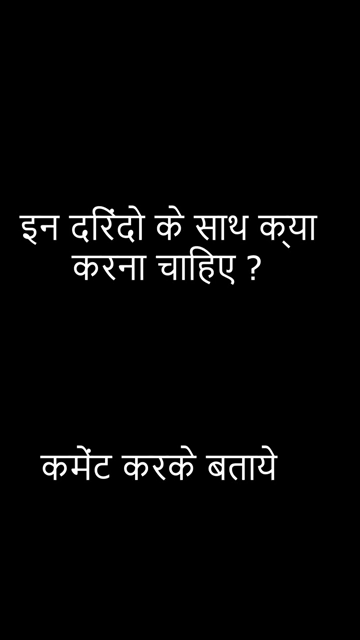 इन दरिंदो के साथ क्या
करना चाहिए ?
कमेंट करके बताये